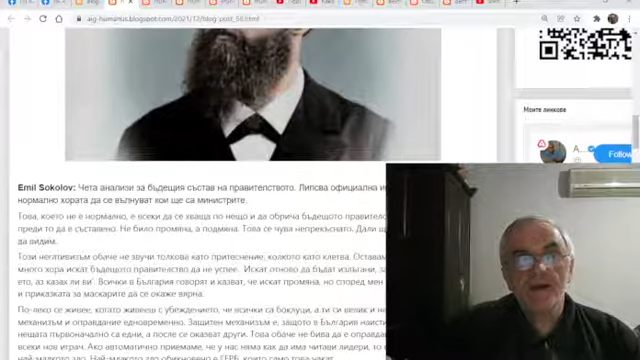 aig-humanus.blogspot.com/2021/12/blog-post_56.html
Моите линкове
A...
Follow
Emil Sokolov: Чета анализи за бъдещия състав на правителството. Липсва официална и
нормално хората да се вълнуват кои ще са министрите
Това, което не е нормално, е всеки да се хваща по нещо и да обрича бъдещото правителс
преди то да е съставено. Не било промяна, а подмяна. Това се чува непрекъснато. Дали щ
да видим.
Този негативизъм обаче не звучи толкова като притеснение, колкото като клетва. Остава
много хора искат бъдещото правителство да не успее. Искат отново да бъдат излъгани, за
ето, аз казах ли ви'. Всички в България говорят и казват, че искат промяна, но според мен
и приказката за маскарите да се окаже вярна.
По-леко се живее, когато живееш с убеждението, че всички са боклуци, а ти си велик и не
механизъм и оправдание едновременно. Защитен механизъм е, защото в България наисти
нещата първоначално са едни, а после се оказват други. Това обаче не бива да е оправда
всеки нов играч. Ако автоматично приемаме, че у нас няма как да има читави лидери, то